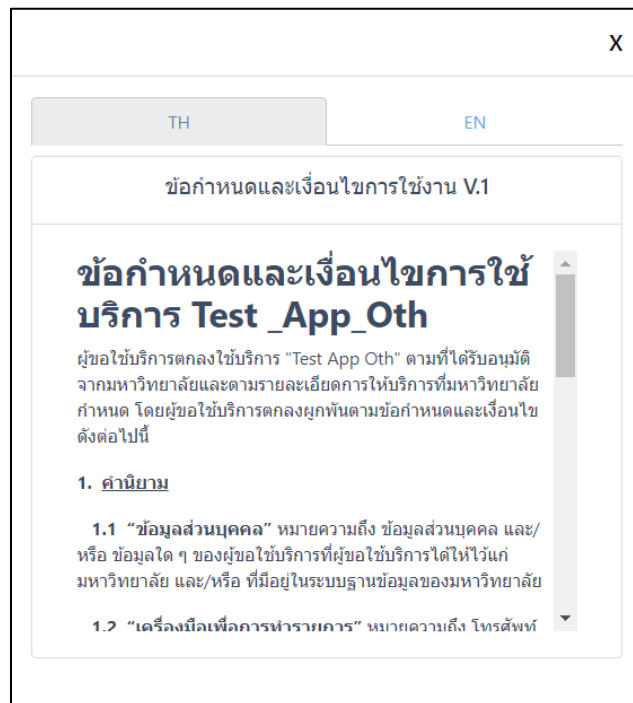 X
TH
EN
ข้อกำหนดและเงื่อนไขการใช้งาน V.1
ข้อกำหนดและเงื่อนไขการใช้
บริการ Test _App_Oth
ผู้ขอใช้บริการตกลงใช้บริการ "Test App Oth" ตามที่ได้รับอนุมัติ
จากมหาวิทยาลัยและตามรายละเอียดการให้บริการที่มหาวิทยาลัย
กำหนด โดยผู้ขอใช้บริการตกลงผูกพันตามข้อกำหนดและเงื่อนไข
ดังต่อไปนี้
1. คำนิยาม
1.1 “ข้อมูลส่วนบุคคล” หมายความถึง ข้อมูลส่วนบุคคล และ/
หรือ ข้อมูลใด ๆ ของผู้ขอใช้บริการที่ผู้ขอใช้บริการได้ให้ไว้แก่
มหาวิทยาลัย และ/หรือ ที่มีอยู่ในระบบฐานข้อมูลของมหาวิทยาลัย
1.2 “เครื่องมือเพื่อการทำรายการ” หมายความถึง โทรศัพท์